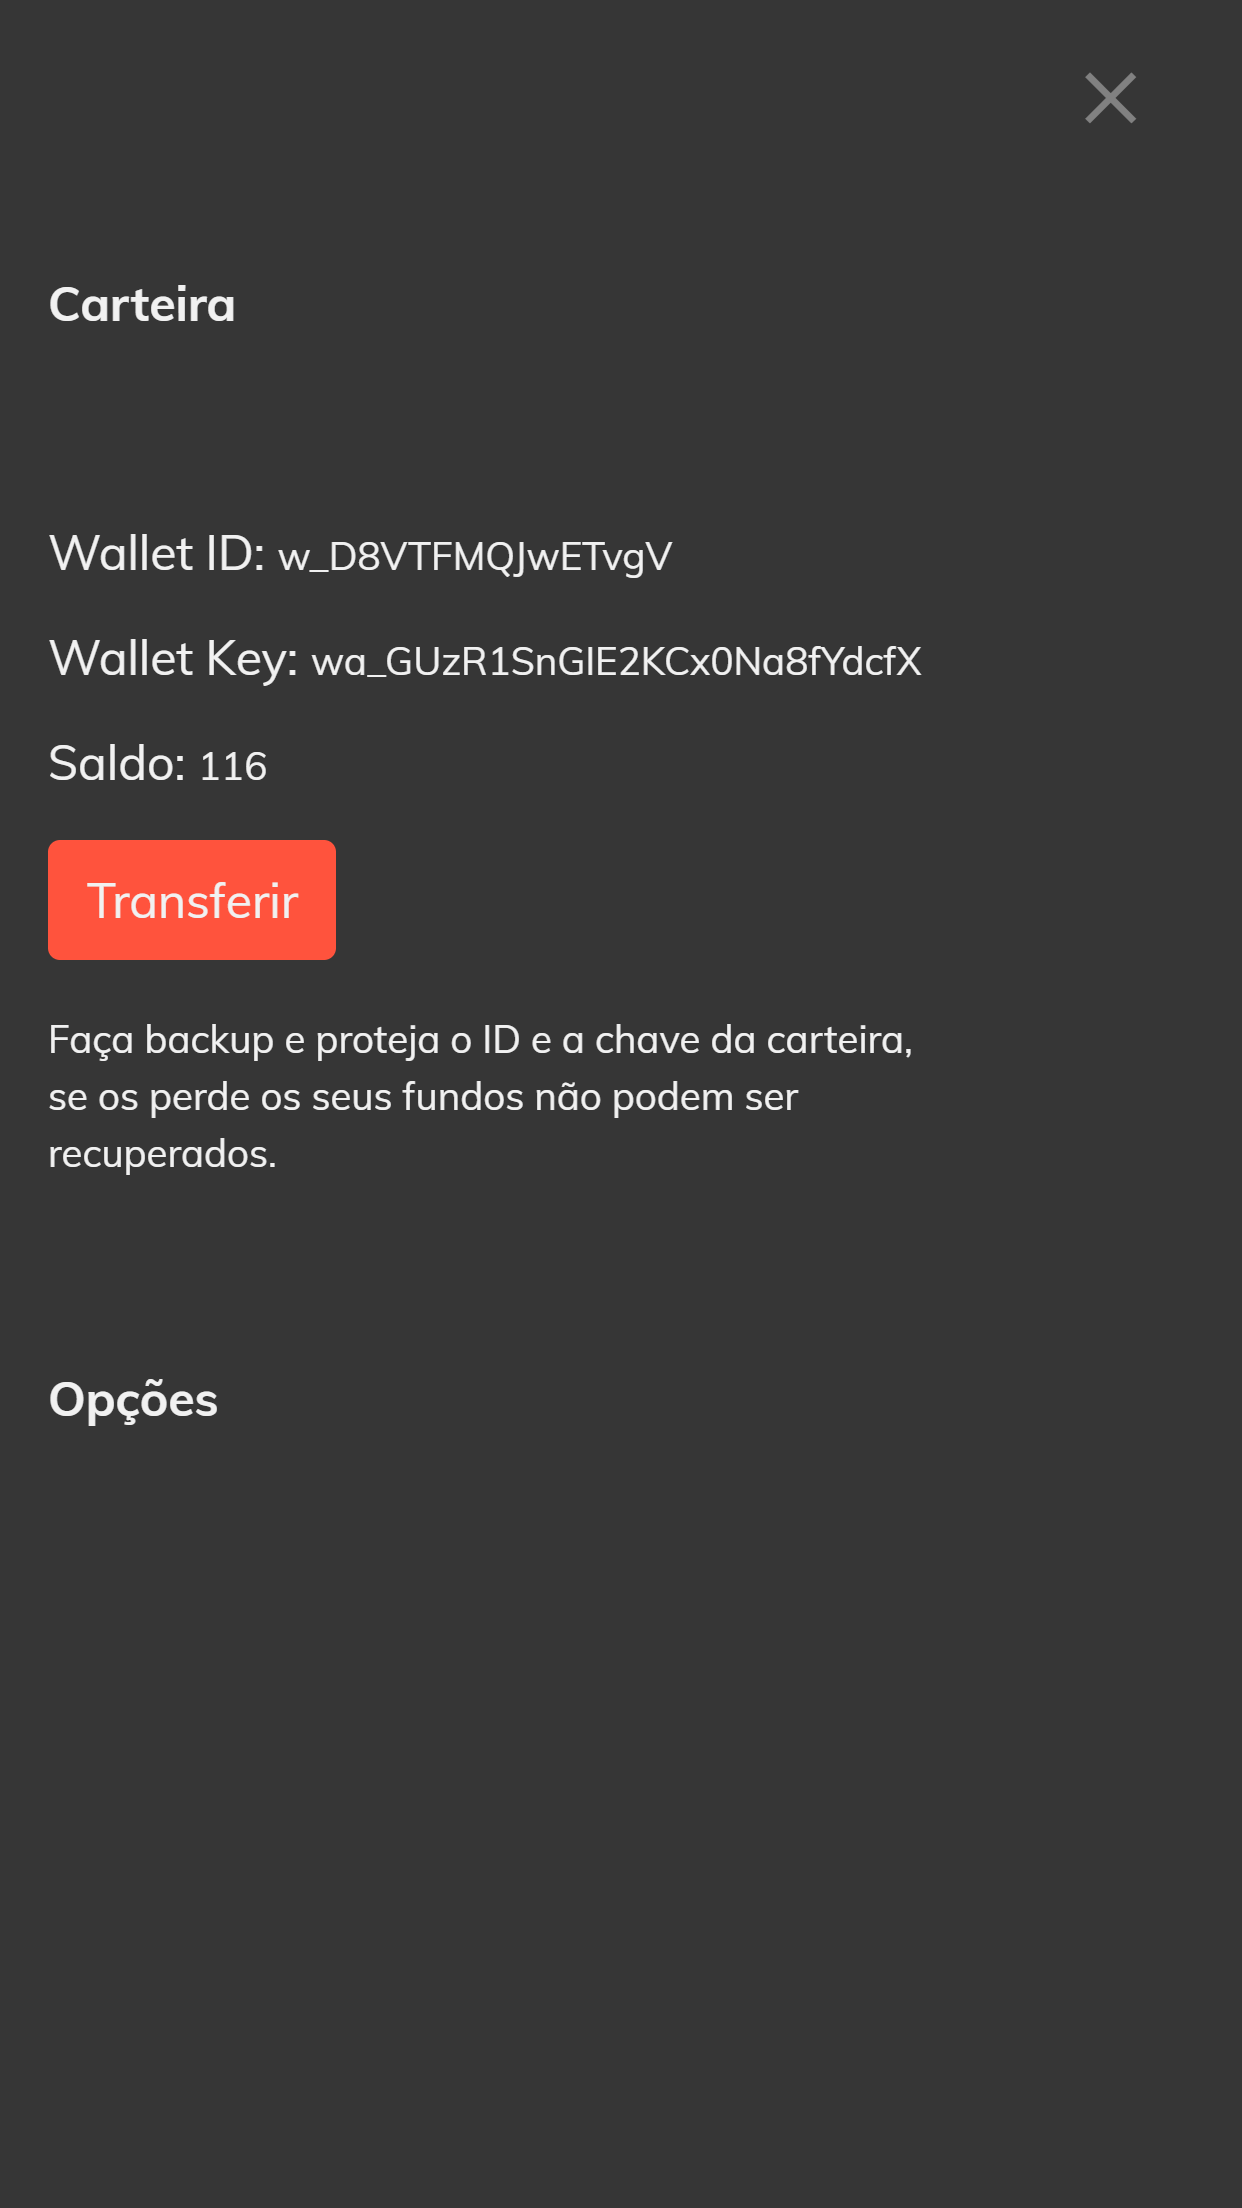 Carteira
Wallet ID: w_D8VTFMQJwETvgV
Wallet Key: wa_GUzR1SnGIE2KCx0Na8fYdcfX
Saldo: 116
Transferir
Faça backup e proteja o ID e a chave da carteira,
se os perde os seus fundos não podem ser
recuperados.
Opções